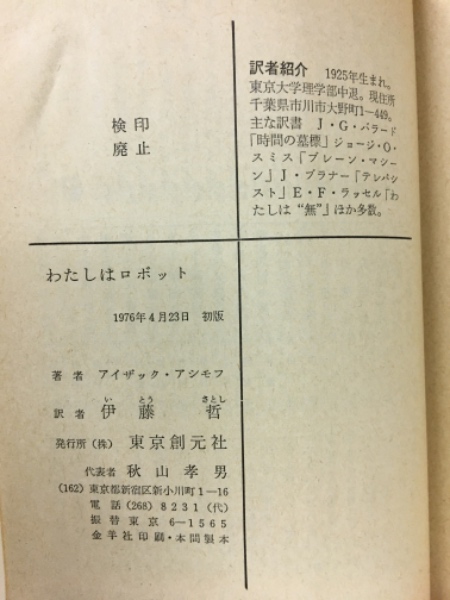 検印
廃止
訳者紹介 1925年生まれ。
東京大学理学部中退。現住所
千葉県市川市大野町1—449。
主な訳書 J・G・バラード
「時間の墓標」ジョージ・O・
スミス「ブレーン・マシー
ン」J・ブラナー「テレパシ
スト」E・F・ラッセル「わ
たしは“無”」ほか多数。
わたしはロボット
1976年4月23日 初版
著者 アイザック・アシモフ
い とう さとし
訳者 伊藤 哲
発行所(株) 東京創元社
代表者 秋山孝男
(162) 東京都新宿区新小川町1—16
電話 (268) 8231 (代)
振替東京 6—1565
金羊社印刷・本間製本